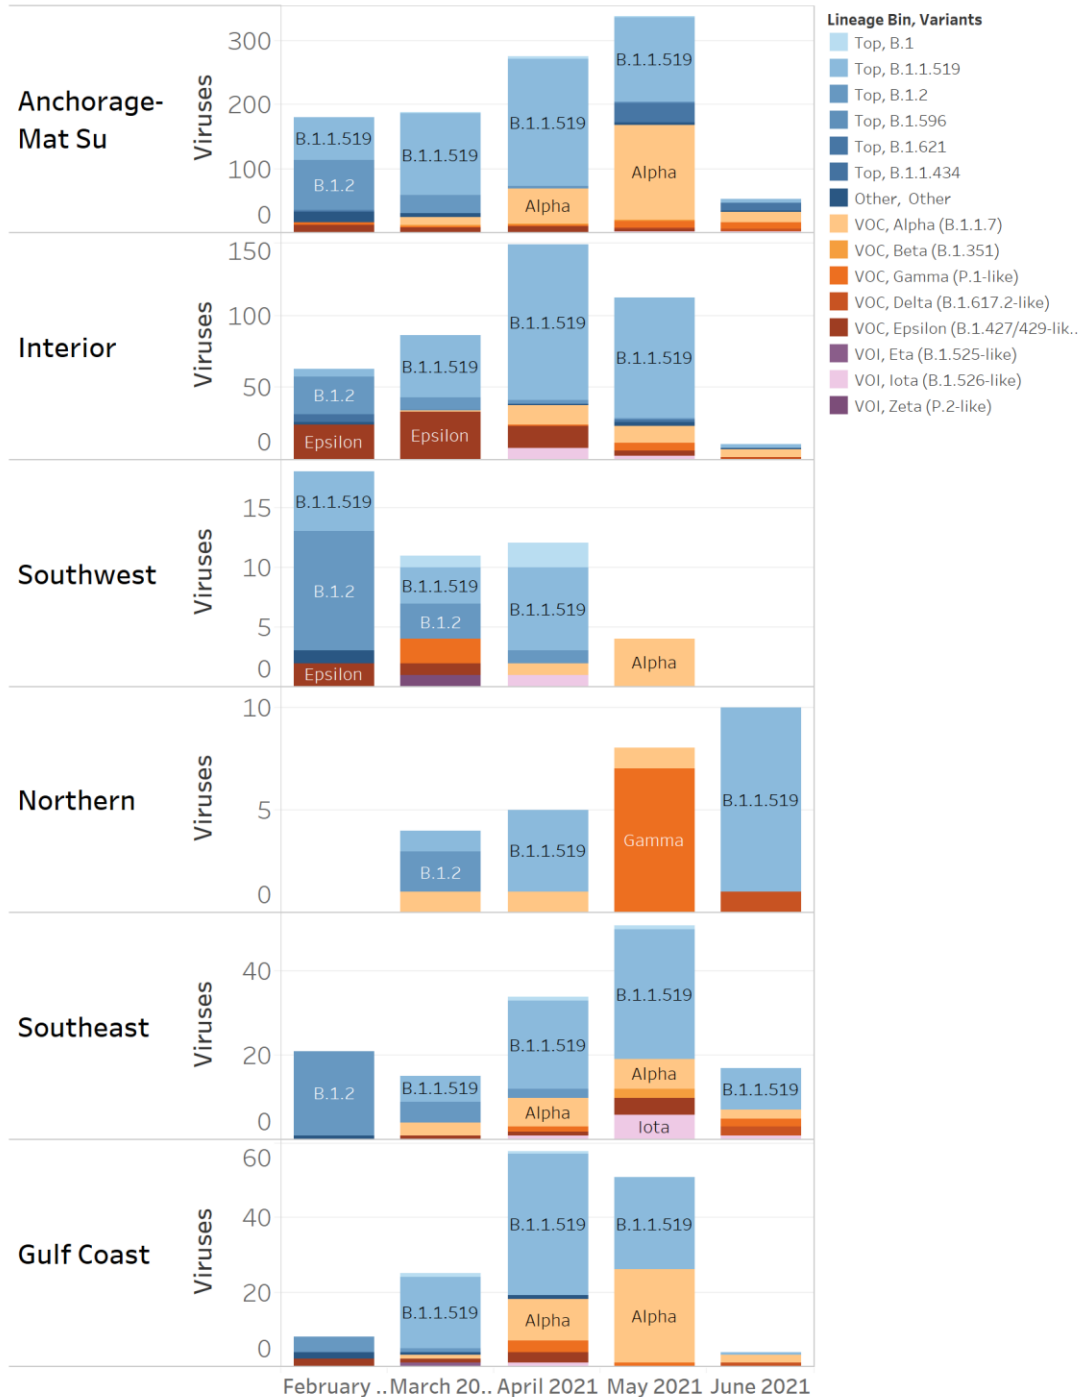 Lineage Bin, Variants
Top, B.1
Top, B.1.1.519
Top, B.1.2
Top, B.1.596
Top, B.1.621
Top, B.1.1.434
Other, Other
VOC, Alpha (B.1.1.7)
VOC, Beta (B.1.351)
VOC, Gamma (P.1-like)
VOC, Delta (B.1.617.2-like)
VOC, Epsilon (B.1.427/429-lik..
VOI, Eta (B.1.525-like)
VOI, Iota (B.1.526-like)
VOI, Zeta (P.2-like)
Anchorage-
Mat Su
Viruses
300
200
100
0
B.1.1.519
B.1.2
B.1.1.519
B.1.1.519
Alpha
B.1.1.519
Alpha
Interior
Viruses
150
100
50
0
B.1.2
Epsilon
B.1.1.519
Epsilon
B.1.1.519
B.1.1.519
Southwest
Viruses
15
10
5
0
B.1.1.519
B.1.2
Epsilon
B.1.1.519
B.1.2
B.1.1.519
Alpha
Northern
Viruses
10
5
0
B.1.2
B.1.1.519
Gamma
B.1.1.519
Southeast
Viruses
40
20
0
B.1.2
B.1.1.519
B.1.1.519
Alpha
B.1.1.519
Alpha
Iota
B.1.1.519
Gulf Coast
Viruses
60
40
20
0
B.1.1.519
B.1.1.519
Alpha
B.1.1.519
Alpha
February .. March 20.. April 2021 May 2021 June 2021